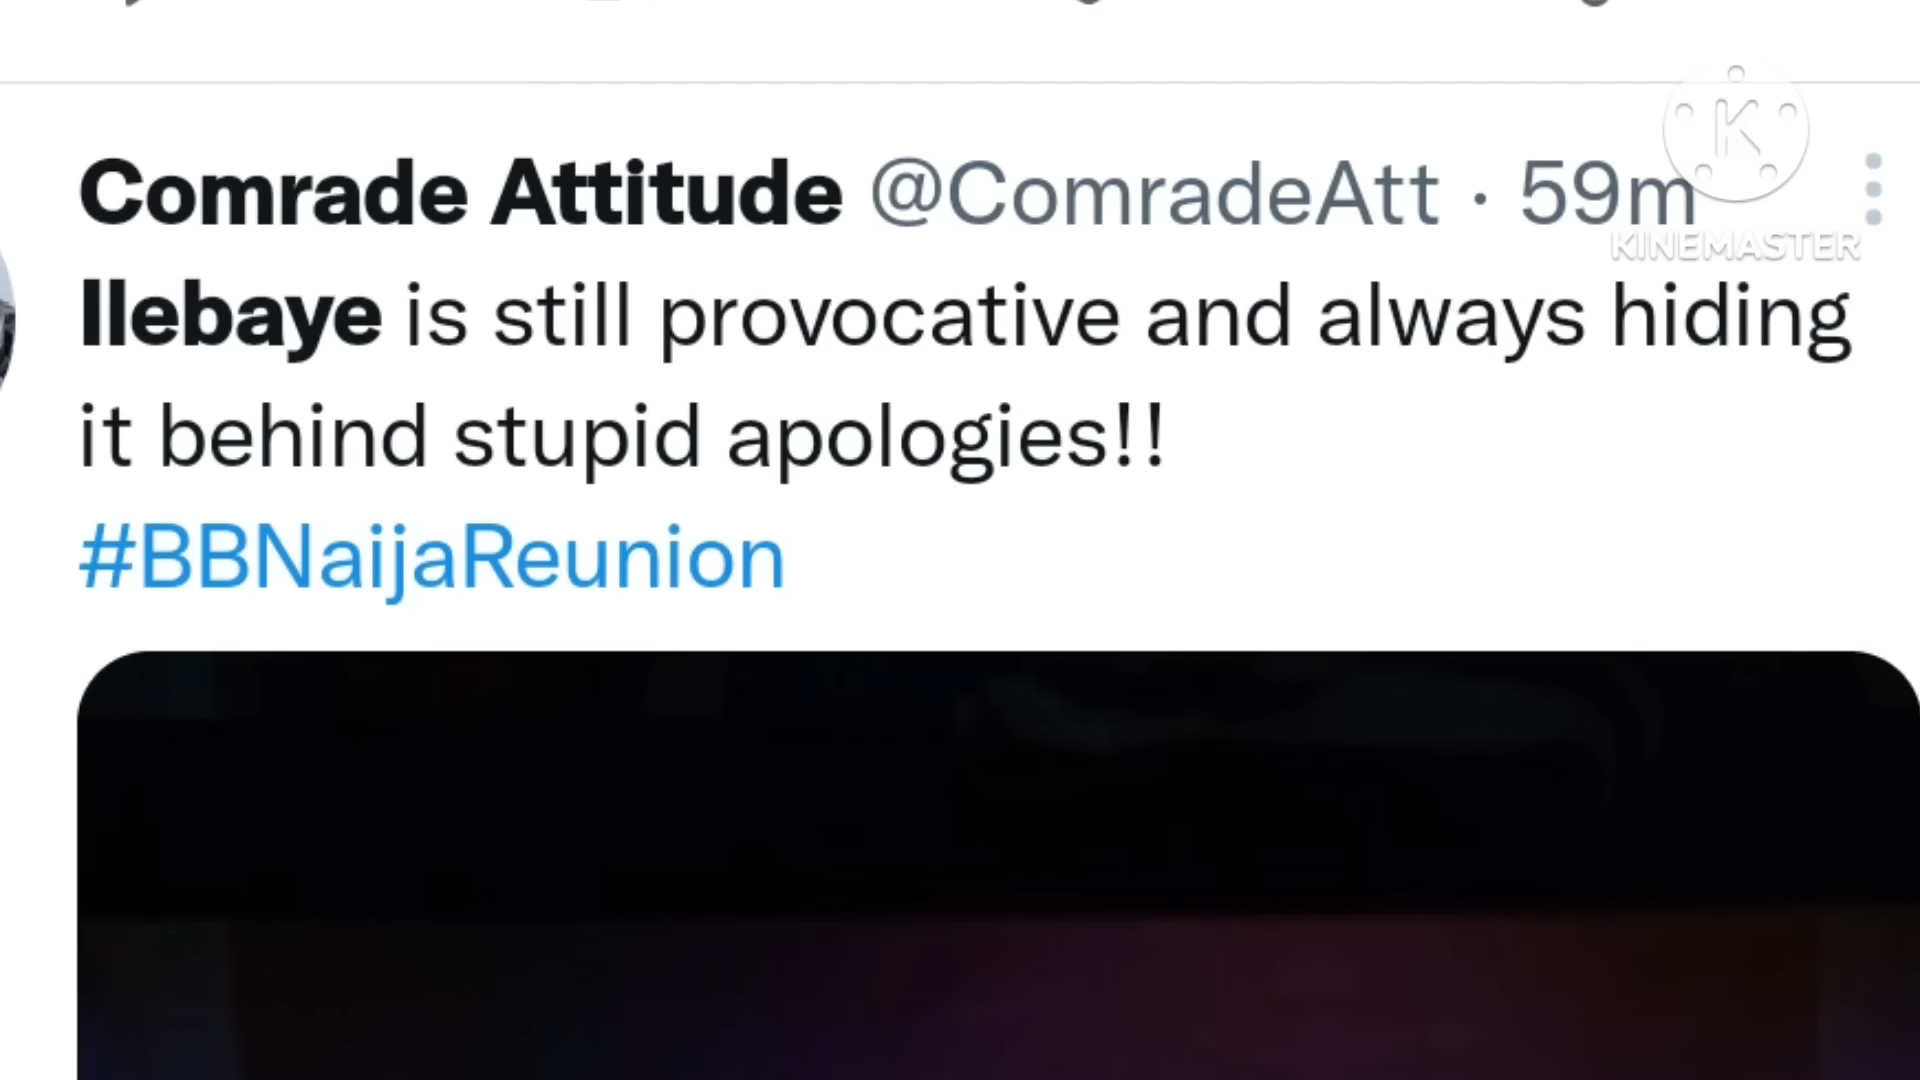 Comrade Attitude @ComradeAtt · 59m
K
KINEMASTER
Ilebaye is still provocative and always hiding
it behind stupid apologies!!
#BBNaijaReunion